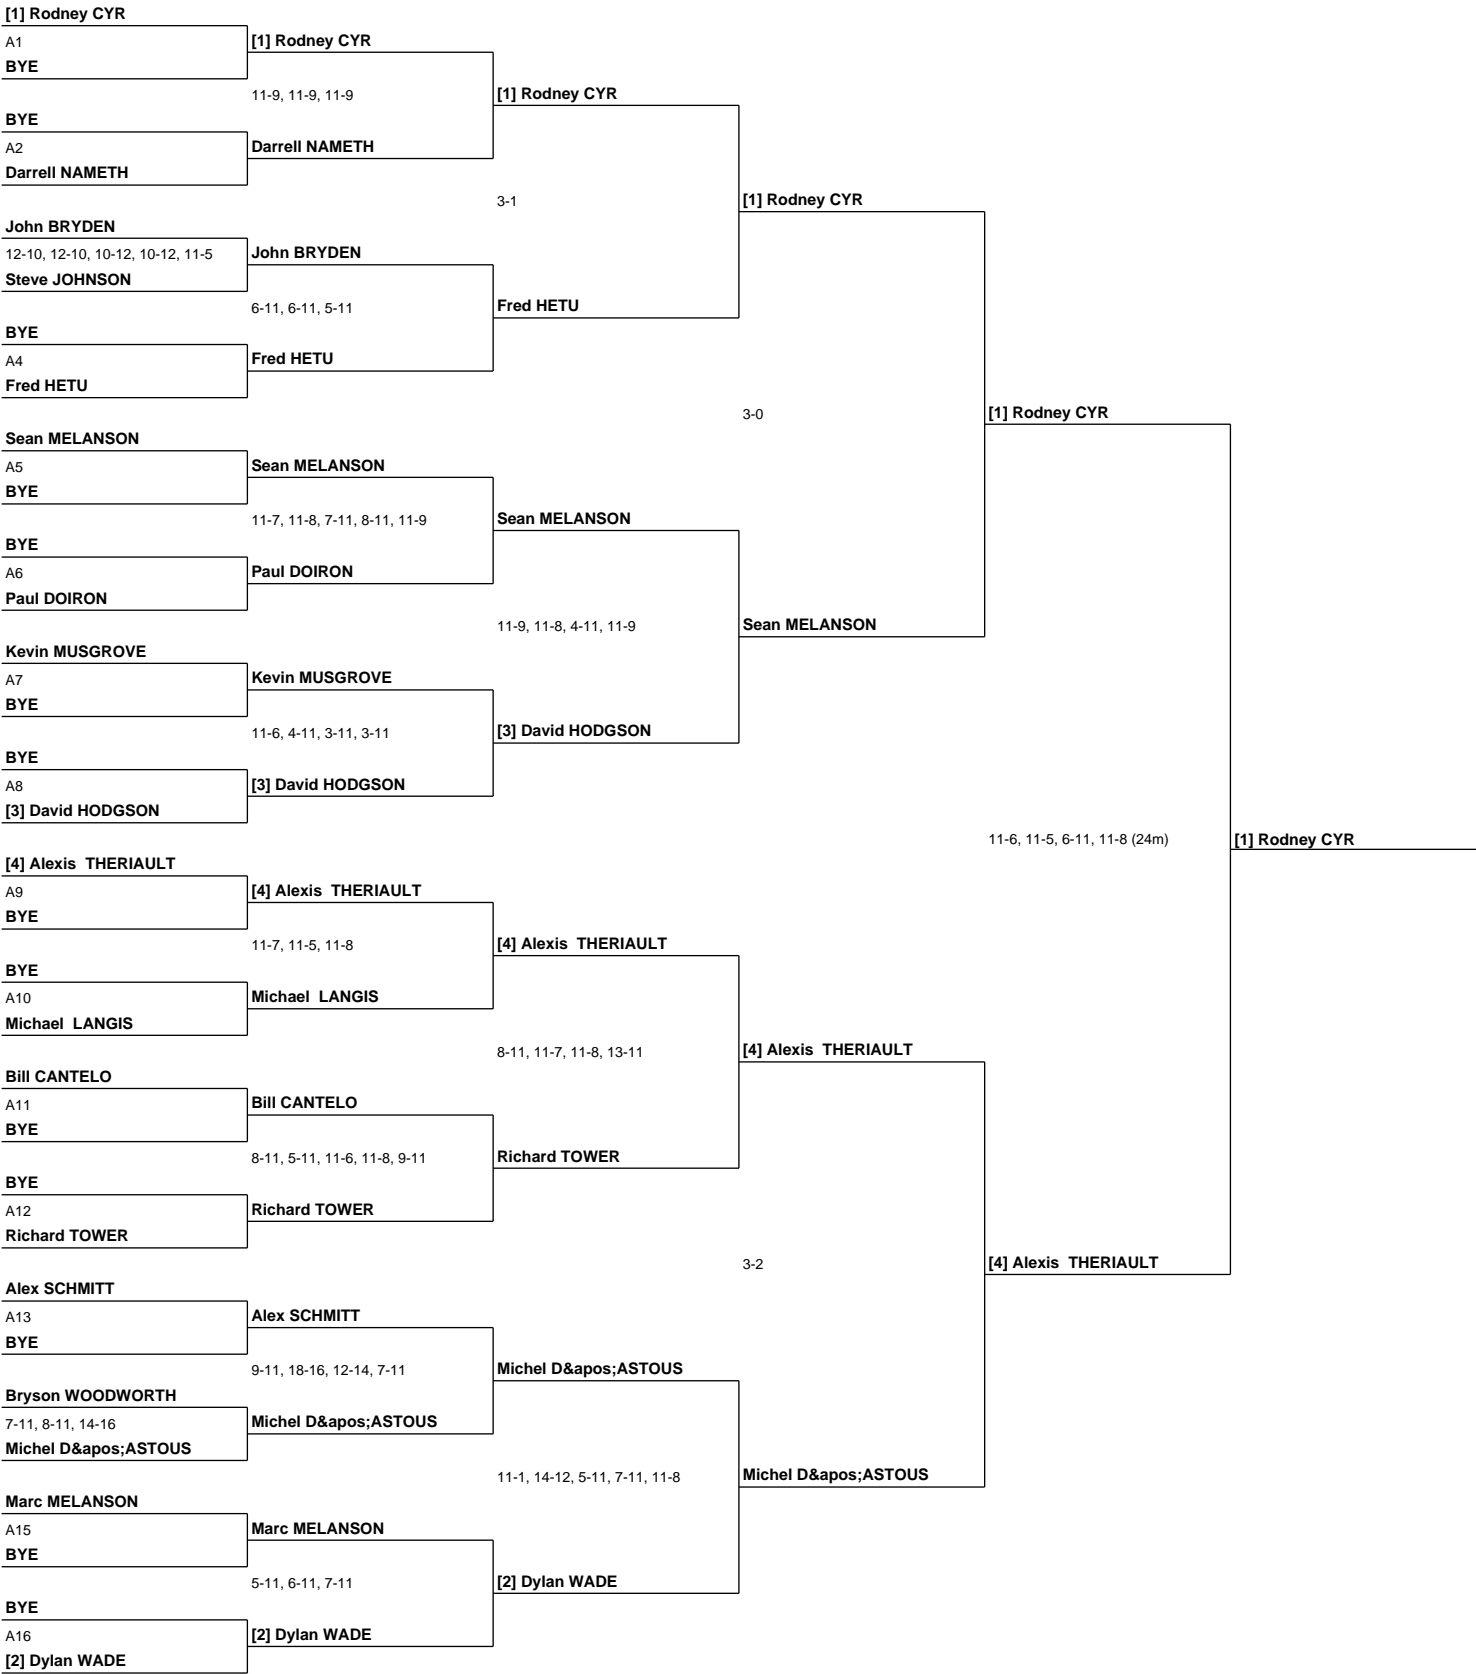 [1] Rodney CYR
A1
BYE
BYE
A2
Darrell NAMETH
John BRYDEN
12-10, 12-10, 10-12, 10-12, 11-5
Steve JOHNSON
BYE
A4
Fred HETU
Sean MELANSON
A5
BYE
BYE
A6
Paul DOIRON
Kevin MUSGROVE
A7
BYE
BYE
A8
[3] David HODGSON
[4] Alexis  THERIAULT
A9
BYE
BYE
A10
Michael  LANGIS
Bill CANTELO
A11
BYE
BYE
A12
Richard TOWER
Alex SCHMITT
A13
BYE
Bryson WOODWORTH
7-11, 8-11, 14-16
Michel D&apos;ASTOUS
Marc MELANSON
A15
BYE
BYE
A16
[2] Dylan WADE
[1] Rodney CYR
11-9, 11-9, 11-9
Darrell NAMETH
John BRYDEN
6-11, 6-11, 5-11
Fred HETU
Sean MELANSON
11-7, 11-8, 7-11, 8-11, 11-9
Paul DOIRON
Kevin MUSGROVE
11-6, 4-11, 3-11, 3-11
[3] David HODGSON
[4] Alexis  THERIAULT
11-7, 11-5, 11-8
Michael  LANGIS
Bill CANTELO
8-11, 5-11, 11-6, 11-8, 9-11
Richard TOWER
Alex SCHMITT
9-11, 18-16, 12-14, 7-11
Michel D&apos;ASTOUS
Marc MELANSON
5-11, 6-11, 7-11
[2] Dylan WADE
[1] Rodney CYR
3-1
Fred HETU
Sean MELANSON
11-9, 11-8, 4-11, 11-9
[3] David HODGSON
[4] Alexis  THERIAULT
8-11, 11-7, 11-8, 13-11
Richard TOWER
Michel D&apos;ASTOUS
11-1, 14-12, 5-11, 7-11, 11-8
[2] Dylan WADE
[1] Rodney CYR
3-0
Sean MELANSON
[4] Alexis  THERIAULT
3-2
Michel D&apos;ASTOUS
[1] Rodney CYR
11-6, 11-5, 6-11, 11-8 (24m)
[4] Alexis  THERIAULT
[1] Rodney CYR